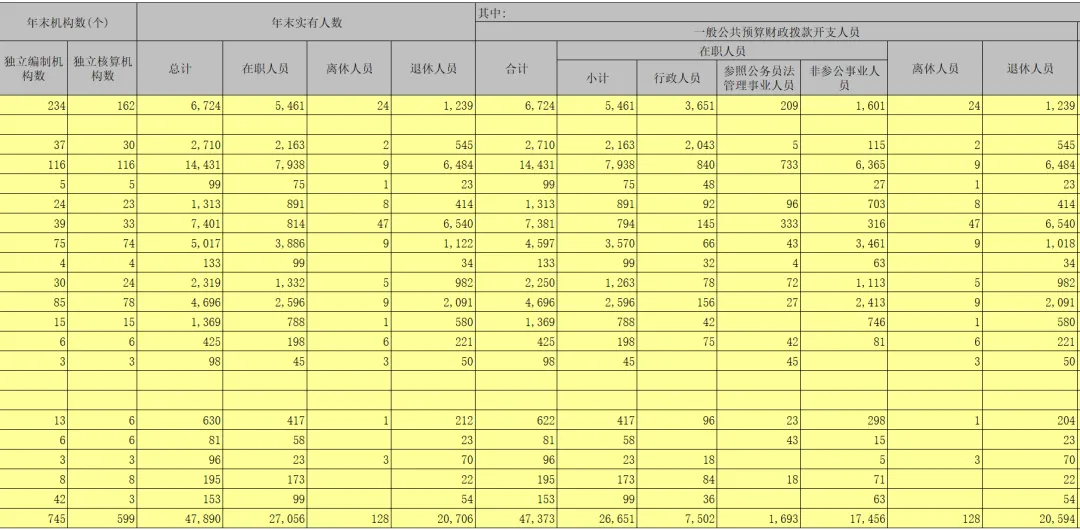 年末机构数(个) 年末实有人数 其中:
一般公共预算财政拨款开支人员
独立编制机构数 独立核算机构数 总计 在职人员 离休人员 退休人员 合计 在职人员 离休人员 退休人员
小计 行政人员 参照公务员法管理事业人员 非参公事业人员
234 162 6,724 5,461 24 1,239 6,724 5,461 3,651 209 1,601 24 1,239
37 30 2,710 2,163 2 545 2,710 2,163 2,043 5 115 2 545
116 116 14,431 7,938 9 6,484 14,431 7,938 840 733 6,365 9 6,484
5 5 99 75 1 23 99 75 48 27 1 23
24 23 1,313 891 8 414 1,313 891 92 96 703 8 414
39 33 7,401 814 47 6,540 7,381 794 145 333 316 47 6,540
75 74 5,017 3,886 9 1,122 4,597 3,570 66 43 3,461 9 1,018
4 4 133 99 34 133 99 32 4 63 34
30 24 2,319 1,332 5 982 2,250 1,263 78 72 1,113 5 982
85 78 4,696 2,596 9 2,091 4,696 2,596 156 27 2,413 9 2,091
15 15 1,369 788 1 580 1,369 788 42 746 1 580
6 6 425 198 6 221 425 198 75 42 81 6 221
3 3 98 45 3 50 98 45 45 3 50
13 6 630 417 1 212 622 417 96 23 298 1 204
6 6 81 58 23 81 58 43 15 23
3 3 96 23 3 70 96 23 18 5 3 70
8 8 195 173 22 195 173 84 18 71 22
42 3 153 99 54 153 99 36 63 54
745 599 47,890 27,056 128 20,706 47,373 26,651 7,502 1,693 17,456 128 20,594